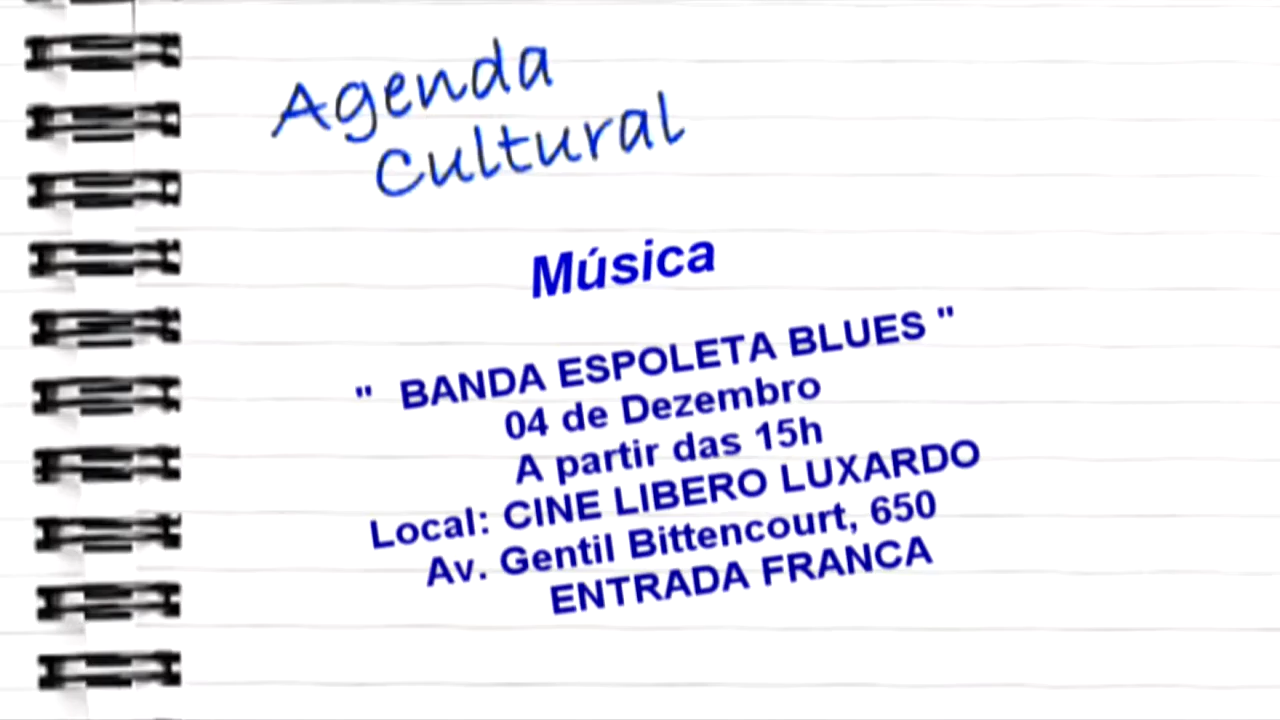 Agenda
Cultural
Música
" BANDA ESPOLETA BLUES "
04 de Dezembro
A partir das 15h
Local: CINE LIBERO LUXARDO
Av. Gentil Bittencourt, 650
ENTRADA FRANCA